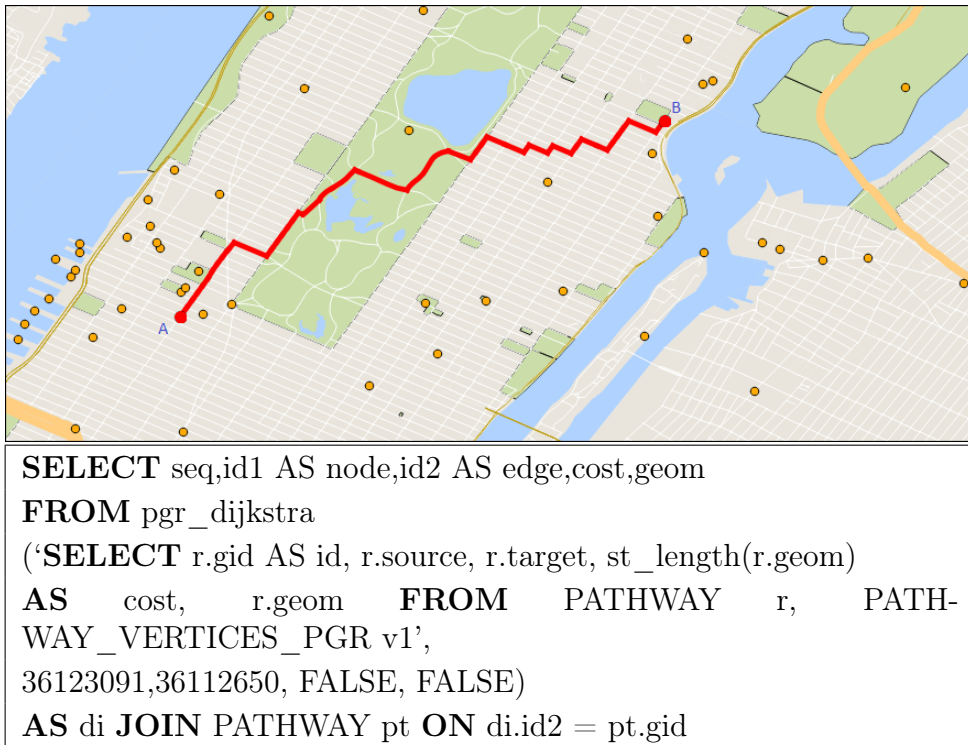 B
A
SELECT seq,id1 AS node,id2 AS edge,cost,geom
FROM pgr_dijkstra
(‘SELECT r.gid AS id, r.source, r.target, st_length(r.geom)
AS cost, r.geom FROM PATHWAY r, PATH-
WAY_VERTICES_PGR v1’,
36123091,36112650, FALSE, FALSE)
AS di JOIN PATHWAY pt ON di.id2 = pt.gid